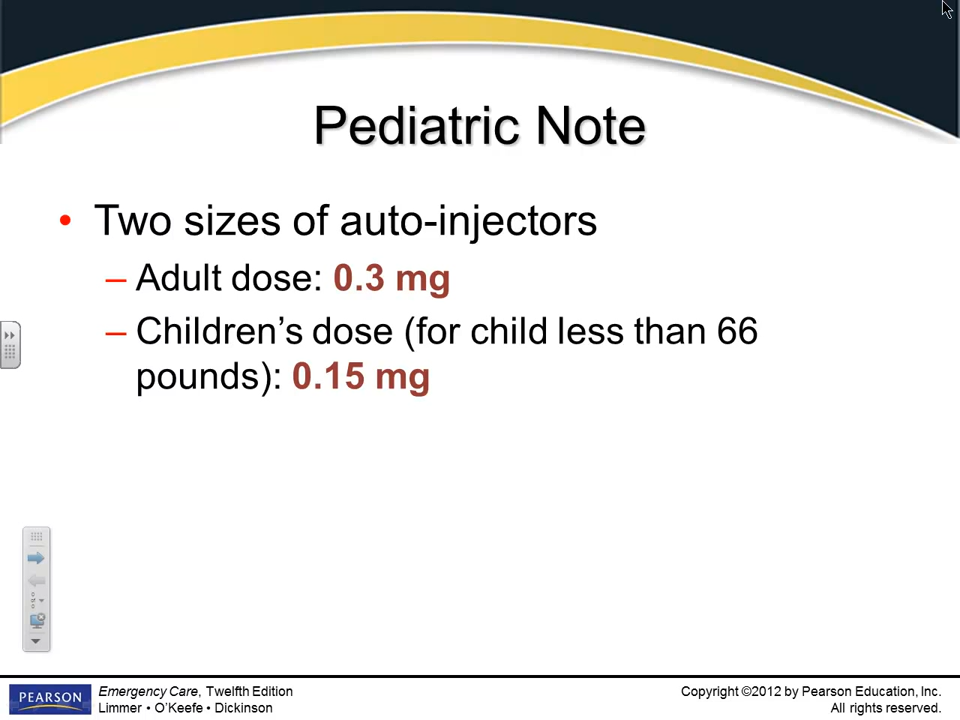 Pediatric Note
• Two sizes of auto-injectors
– Adult dose: 0.3 mg
– Children’s dose (for child less than 66
pounds): 0.15 mg
PEARSON
Emergency Care, Twelfth Edition
Limmer • O’Keefe • Dickinson
Copyright ©2012 by Pearson Education, Inc.
All rights reserved.